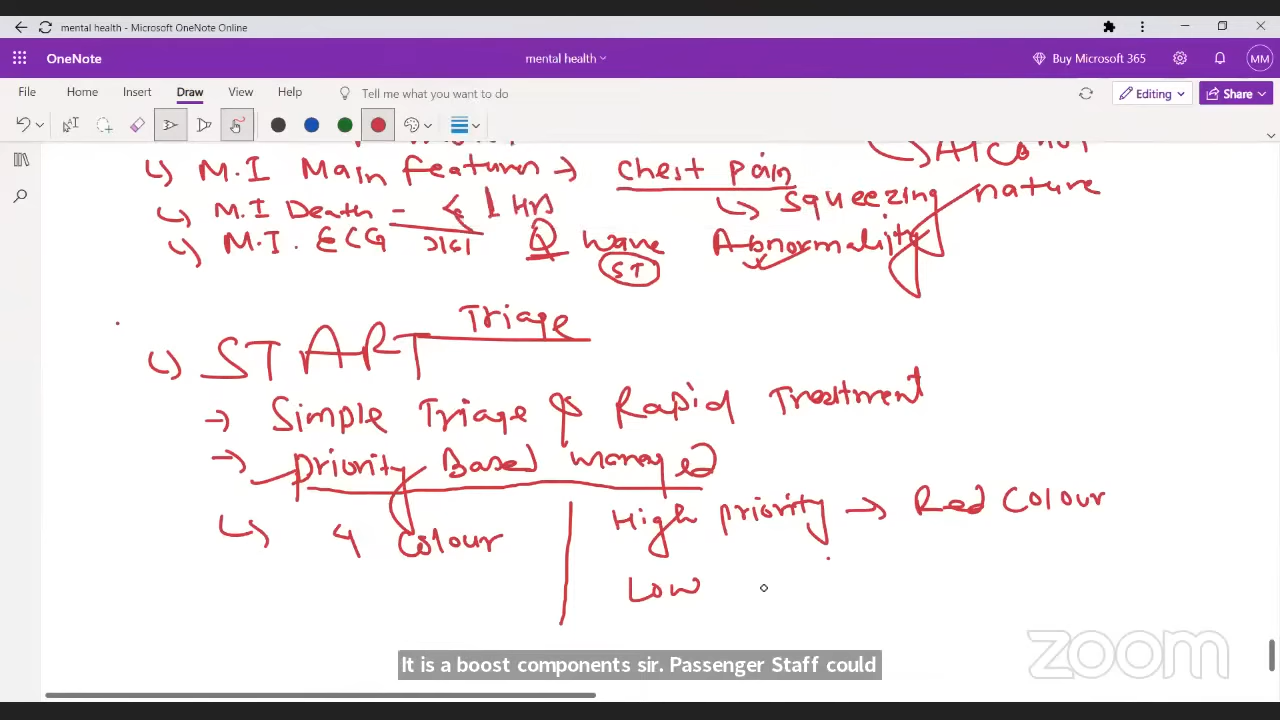 mental health - Microsoft OneNote Online
OneNote
mental health
Buy Microsoft 365
MM
File Home Insert Draw View Help Tell me what you want to do
Editing
Share
M.I Main features → Chest pain
Squeezing nature
M.I Death - < 1 Hrs
M.I. ECG Q wave Abnormality
ST
START Triage
→ Simple Triage & Rapid Treatment
→ priority Based managed
4 Colour
High priority → Red Colour
Low
It is a boost components sir. Passenger Staff could
zoom